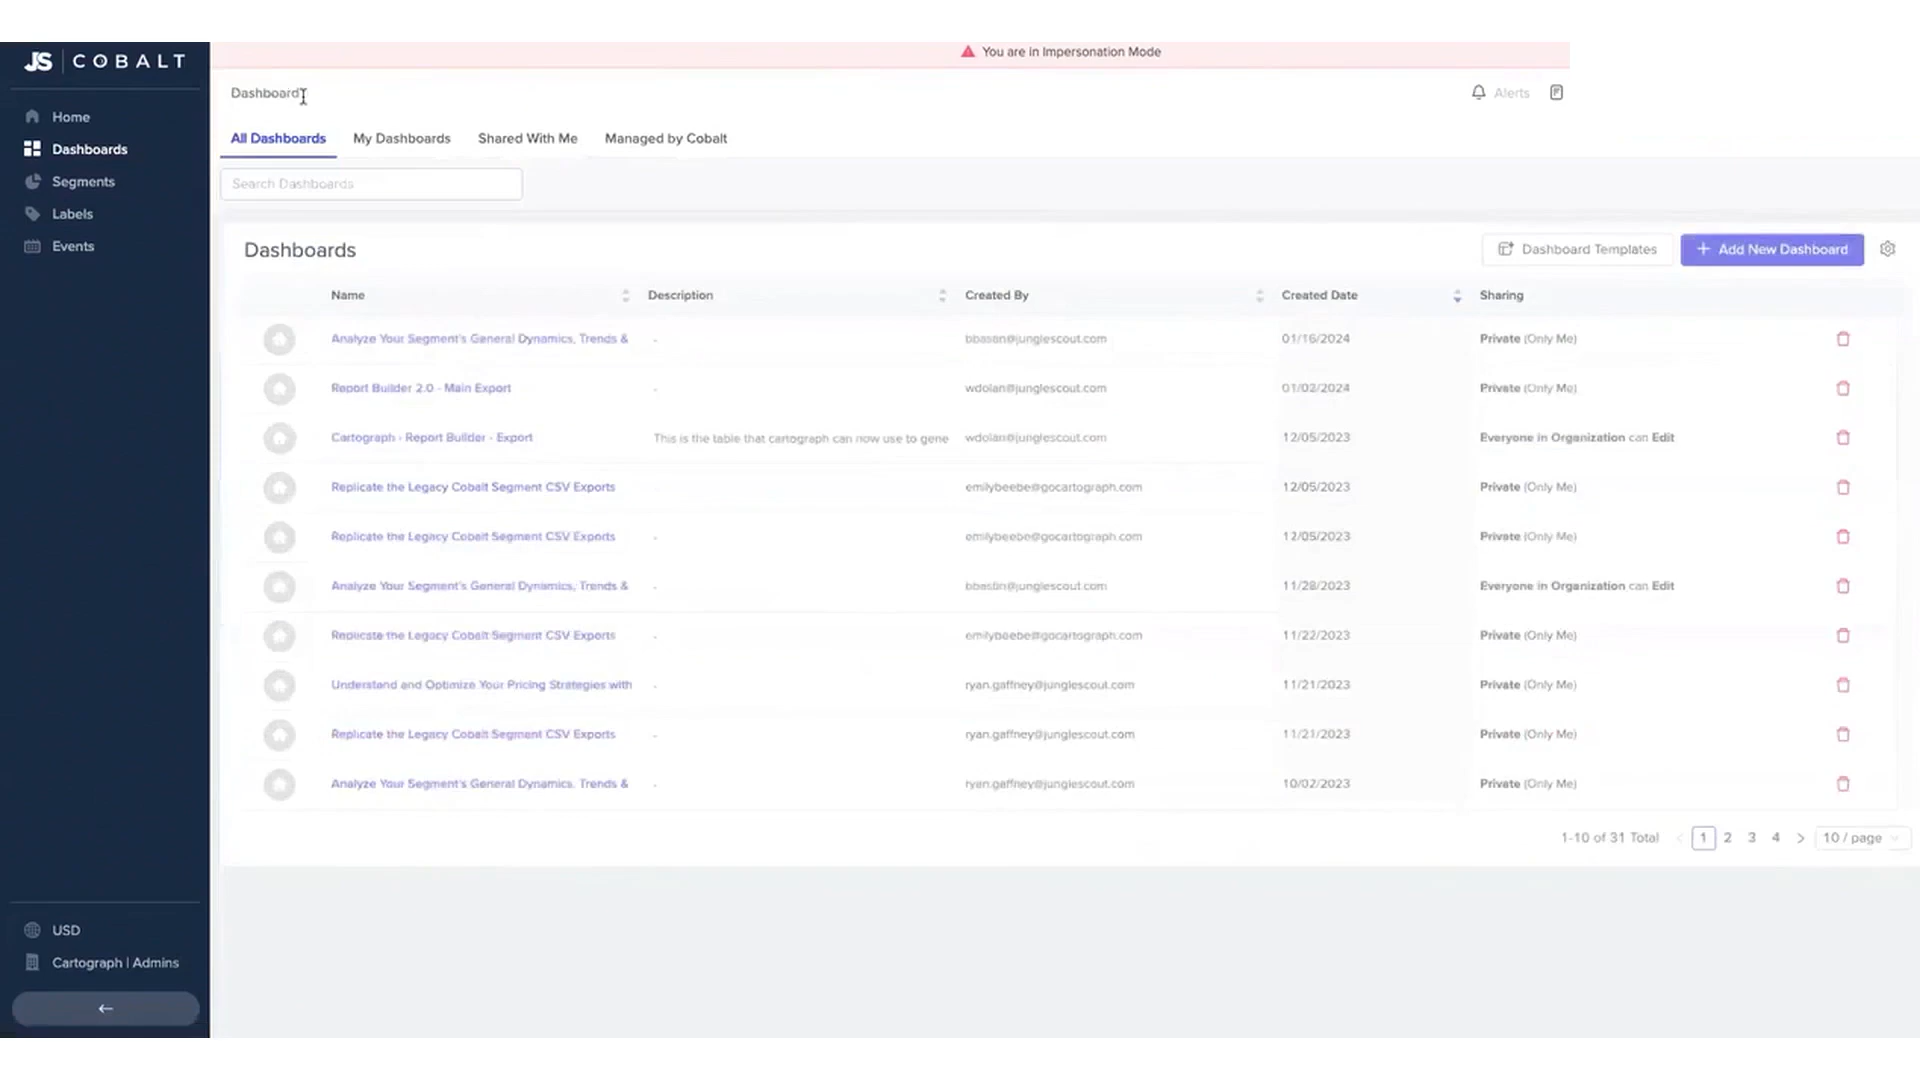 JS COBALT
You are in Impersonation Mode
Dashboard
Alerts
Home
Dashboards
Segments
Labels
Events
All Dashboards My Dashboards Shared With Me Managed by Cobalt
Search Dashboards
Dashboards
Dashboard Templates + Add New Dashboard
Name Description Created By Created Date Sharing
Analyze Your Segment's General Dynamics, Trends & - bbastin@junglescout.com 01/16/2024 Private (Only Me)
Report Builder 2.0 - Main Export - wdolan@junglescout.com 01/02/2024 Private (Only Me)
Cartograph - Report Builder - Export This is the table that cartograph can now use to gene wdolan@junglescout.com 12/05/2023 Everyone in Organization can Edit
Replicate the Legacy Cobalt Segment CSV Exports - emilybeebe@gocartograph.com 12/05/2023 Private (Only Me)
Replicate the Legacy Cobalt Segment CSV Exports - emilybeebe@gocartograph.com 12/05/2023 Private (Only Me)
Analyze Your Segment's General Dynamics, Trends & - bbastin@junglescout.com 11/28/2023 Everyone in Organization can Edit
Replicate the Legacy Cobalt Segment CSV Exports - emilybeebe@gocartograph.com 11/22/2023 Private (Only Me)
Understand and Optimize Your Pricing Strategies with - ryan.gaffney@junglescout.com 11/21/2023 Private (Only Me)
Replicate the Legacy Cobalt Segment CSV Exports - ryan.gaffney@junglescout.com 11/21/2023 Private (Only Me)
Analyze Your Segment's General Dynamics, Trends & - ryan.gaffney@junglescout.com 10/02/2023 Private (Only Me)
1-10 of 31 Total < 1 2 3 4 > 10 / page
USD
Cartograph | Admins